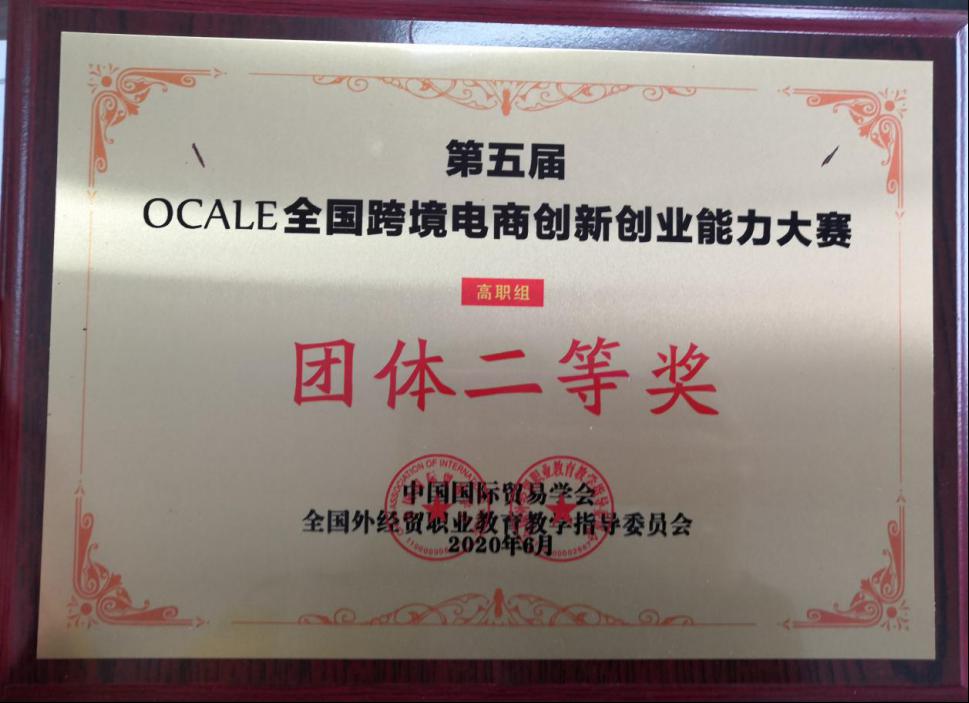 第五届
OCALE全国跨境电商创新创业能力大赛
高职组
团体二等奖
中国国际贸易学会
全国外经贸职业教育教学指导委员会
2020年6月